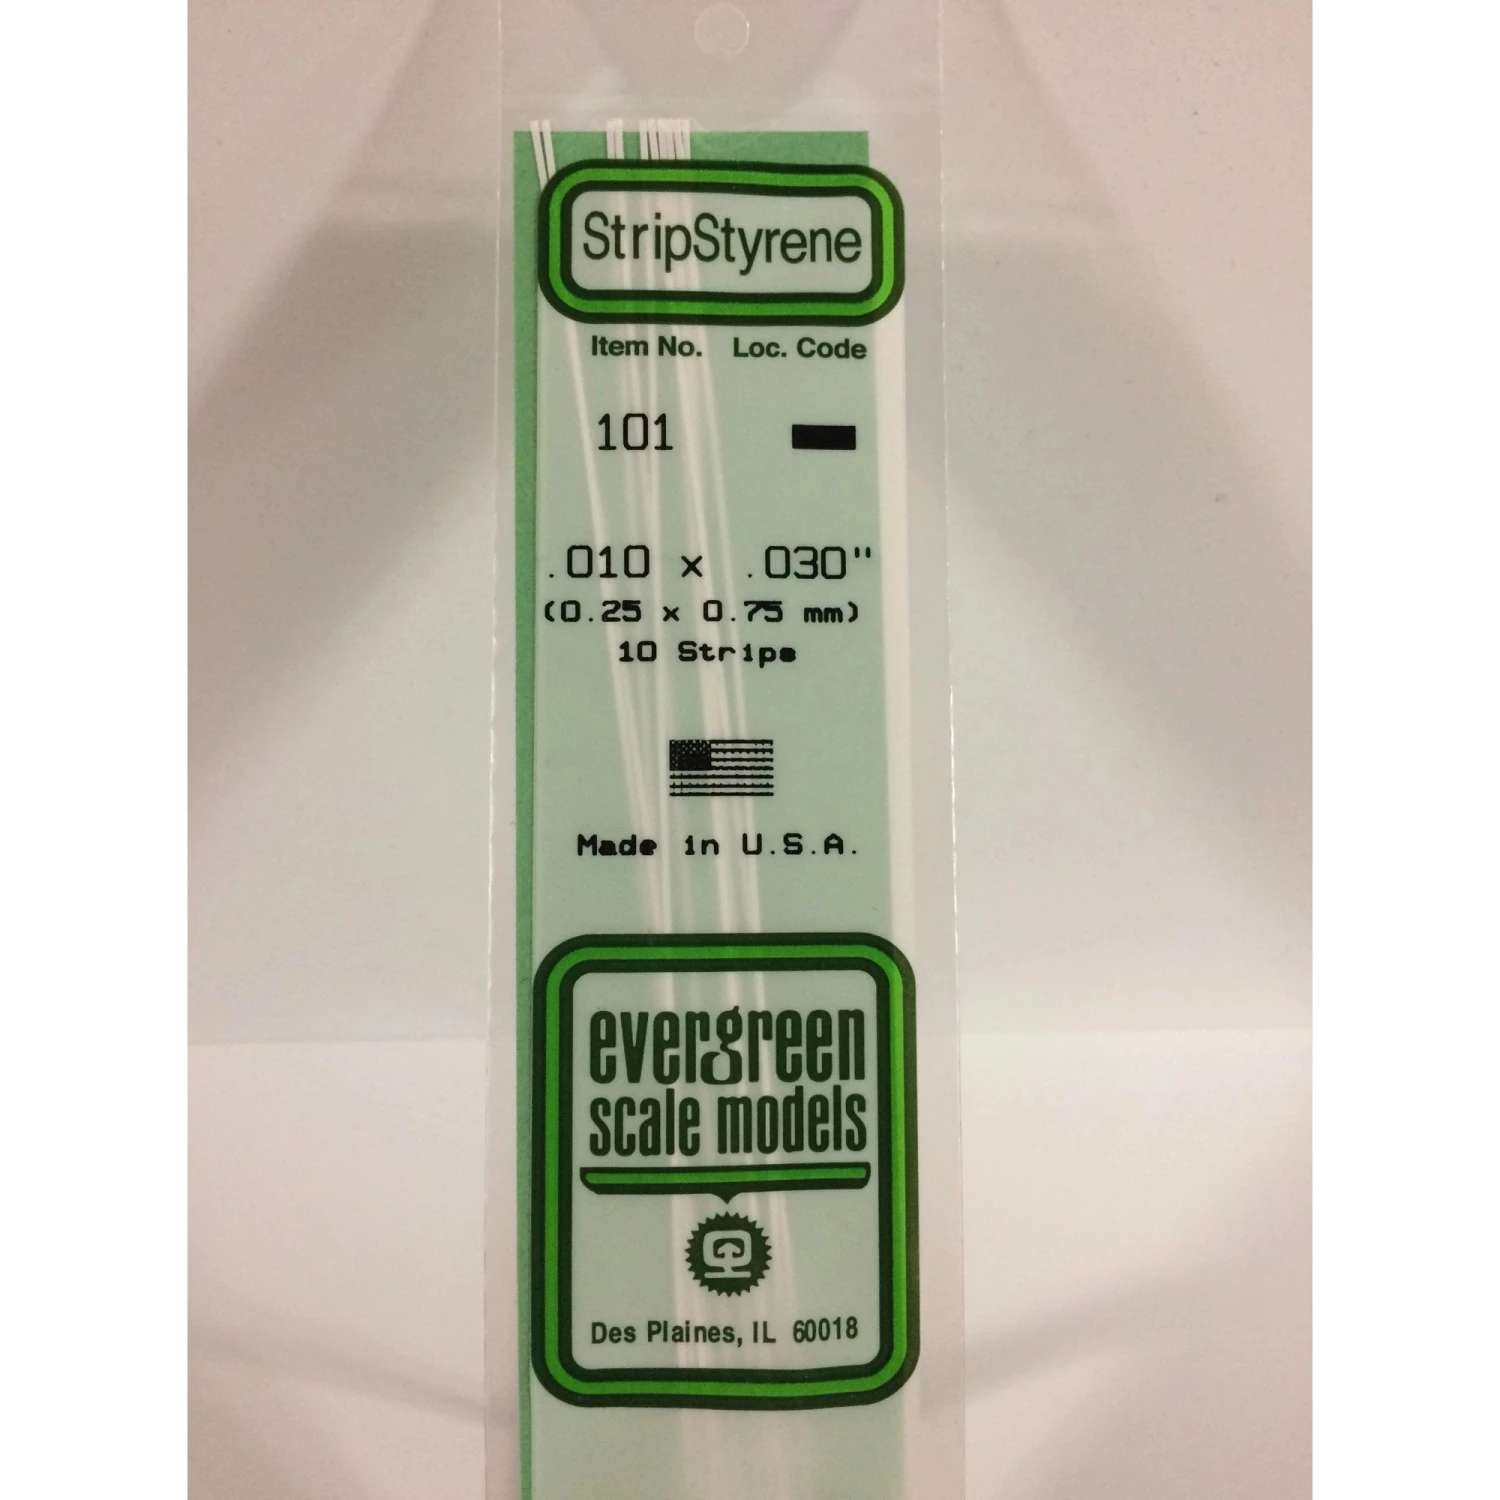 StripStyrene
Item No. Loc. Code
101
.010 x .030"
(0.25 x 0.75 mm)
10 Strips
Made in U.S.A.
evergreen
scale models
Des Plaines, IL 60018